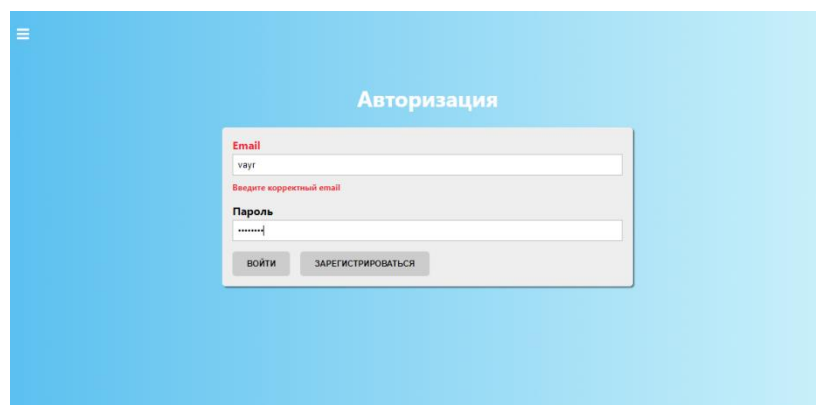 Авторизация
Email
vayr
Введите корректный email
Пароль
••••••••
ВОЙТИ ЗАРЕГИСТРИРОВАТЬСЯ